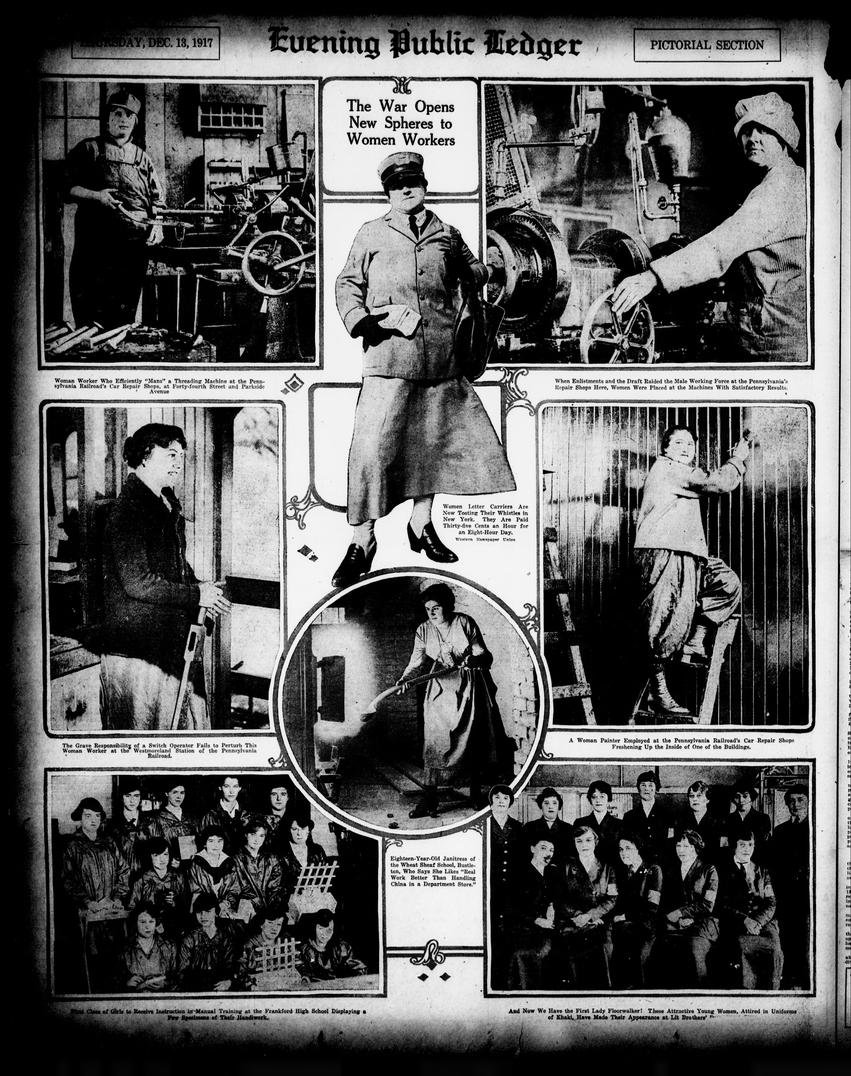 THURSDAY, DEC. 13, 1917
Evening Public Ledger
PICTORIAL SECTION
The War Opens
New Spheres to
Women Workers
Woman Worker Who Efficiently "Mans" a Threading Machine at the Penn-
sylvania Railroad's Car Repair Shops, at Forty-fourth Street and Parkside
Avenue
When Enlistments and the Draft Raided the Male Working Force at the Pennsylvania's
Repair Shops Here, Women Were Placed at the Machines With Satisfactory Results.
Women Letter Carriers Are
Now Tooting Their Whistles in
New York. They Are Paid
Thirty-five Cents an Hour for
an Eight-Hour Day.
Western Newspaper Union
The Grave Responsibility of a Switch Operator Fails to Perturb This
Woman Worker at the Westmoreland Station of the Pennsylvania
Railroad.
A Woman Painter Employed at the Pennsylvania Railroad's Car Repair Shops
Freshening Up the Inside of One of the Buildings.
Eighteen-Year-Old Janitress of
the Wheat Sheaf School, Bustle-
ton, Who Says She Likes "Real
Work Better Than Handling
China in a Department Store."
First Class of Girls to Receive Instruction in Manual Training at the Frankford High School Displaying a
Few Specimens of Their Handiwork.
And Now We Have the First Lady Floorwalker! These Attractive Young Women, Attired in Uniforms
of Khaki, Have Made Their Appearance at Lit Brothers'